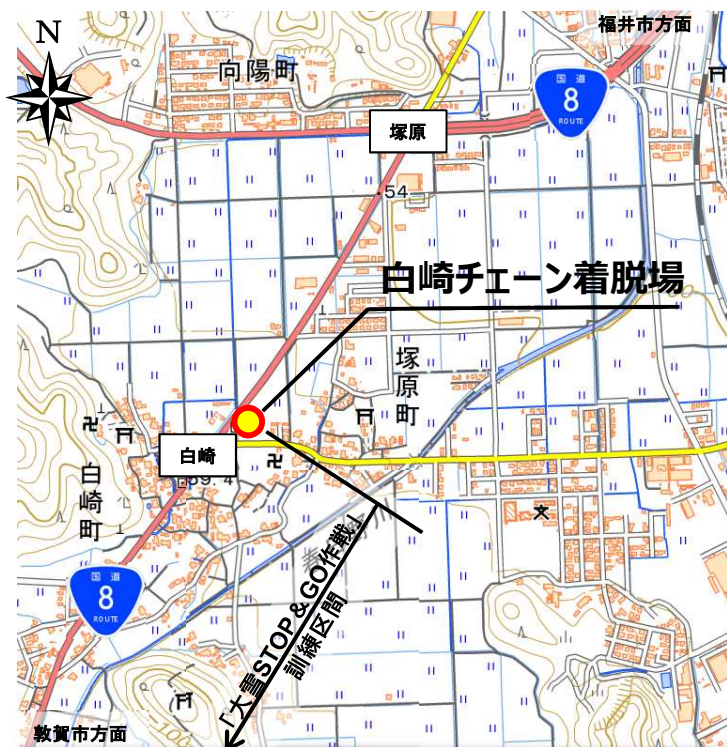 N
福井市方面
向陽町
国道
8
ROUTE
塚原
54
白崎チェーン着脱場
塚原町
白崎
59.4
白崎町
国道
8
ROUTE
「大雪STOP&GO作戦」
訓練区間
敦賀市方面
100